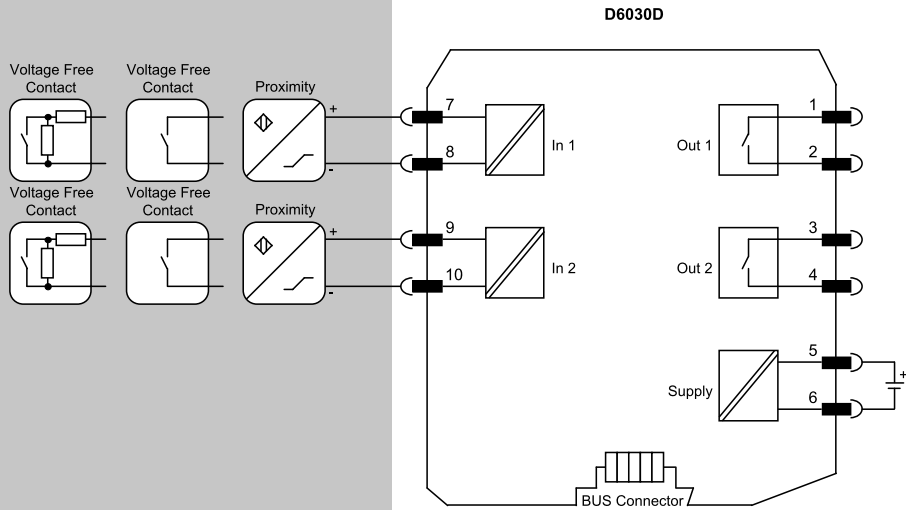 D6030D
Voltage Free
Contact
Voltage Free
Contact
Proximity
+
-
7
8
In 1
Out 1
1
2
Voltage Free
Contact
Voltage Free
Contact
Proximity
+
-
9
10
In 2
Out 2
3
4
Supply
5
6
+
BUS Connector